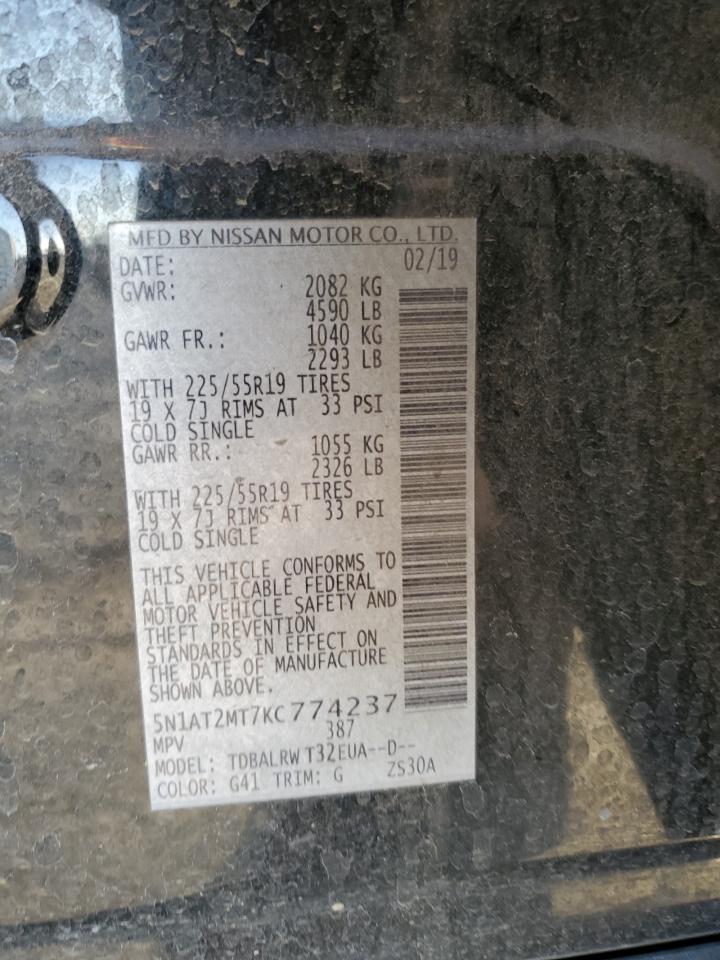 MFD BY NISSAN MOTOR CO., LTD.
DATE: 02/19
GVWR: 2082 KG
4590 LB
GAWR FR.: 1040 KG
2293 LB
WITH 225/55R19 TIRES
19 X 7J RIMS AT 33 PSI
COLD SINGLE
GAWR RR.: 1055 KG
2326 LB
WITH 225/55R19 TIRES
19 X 7J RIMS AT 33 PSI
COLD SINGLE
THIS VEHICLE CONFORMS TO
ALL APPLICABLE FEDERAL
MOTOR VEHICLE SAFETY AND
THEFT PREVENTION
STANDARDS IN EFFECT ON
THE DATE OF MANUFACTURE
SHOWN ABOVE.
5N1AT2MT7KC774237
MPV 387
MODEL: TDBALRW T32EUA--D--
COLOR: G41 TRIM: G ZS30A